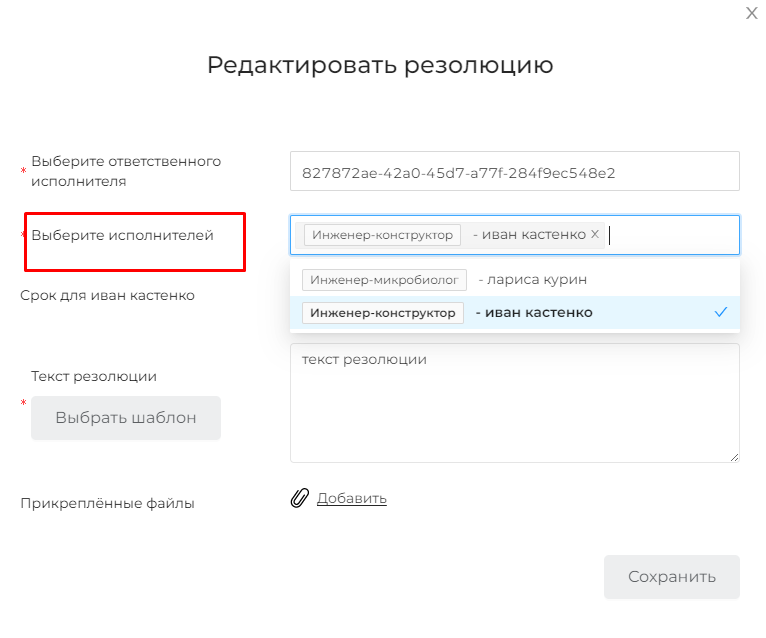 X
Редактировать резолюцию
* Выберите ответственного
исполнителя
827872ae-42a0-45d7-a77f-284f9ec548e2
* Выберите исполнителей
Инженер-конструктор - иван кастенко X
Инженер-микробиолог - лариса курин
Срок для иван кастенко
Инженер-конструктор - иван кастенко
текст резолюции
Текст резолюции
* Выбрать шаблон
Прикреплённые файлы
Добавить
Сохранить